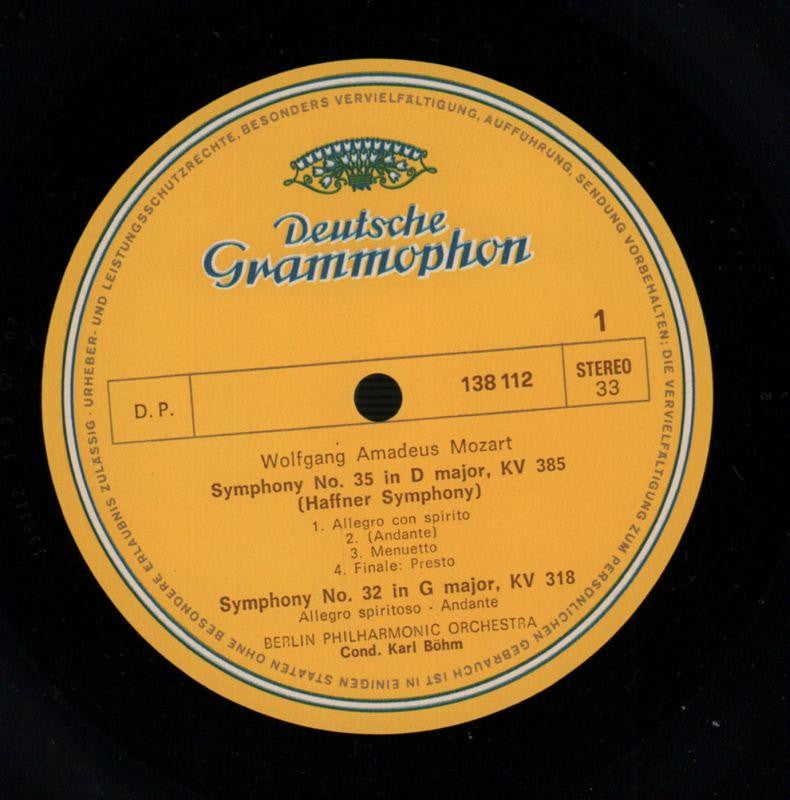 Deutsche
Grammophon
1
D. P.
138 112
STEREO
33
Wolfgang Amadeus Mozart
Symphony No. 35 in D major, KV 385
(Haffner Symphony)
1. Allegro con spirito
2. (Andante)
3. Menuetto
4. Finale: Presto
Symphony No. 32 in G major, KV 318
Allegro spiritoso - Andante
BERLIN PHILHARMONIC ORCHESTRA
Cond. Karl Böhm
URHEBER- UND LEISTUNGSSCHUTZRECHTE, BESONDERS VERVIELFÄLTIGUNG, AUFFÜHRUNG, SENDUNG VORBEHALTEN; DIE VERVIELFÄLTIGUNG ZUM PERSÖNLICHEN GEBRAUCH IST IN EINIGEN STAATEN OHNE BESONDERE ERLAUBNIS ZULÄSSIG ·